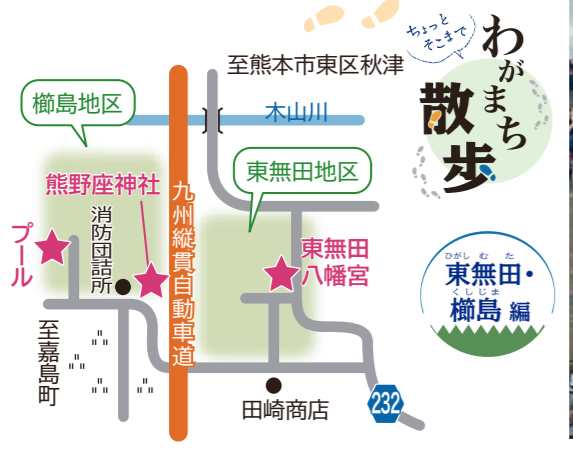 ちょっと
そこまで
わがまち
散歩
ひがし む た
東無田・
くしじま
櫛島 編
至熊本市東区秋津
木山川
櫛島地区
東無田地区
熊野座神社
九州縦貫自動車道
消防団詰所
プール
東無田
八幡宮
至嘉島町
田崎商店
232